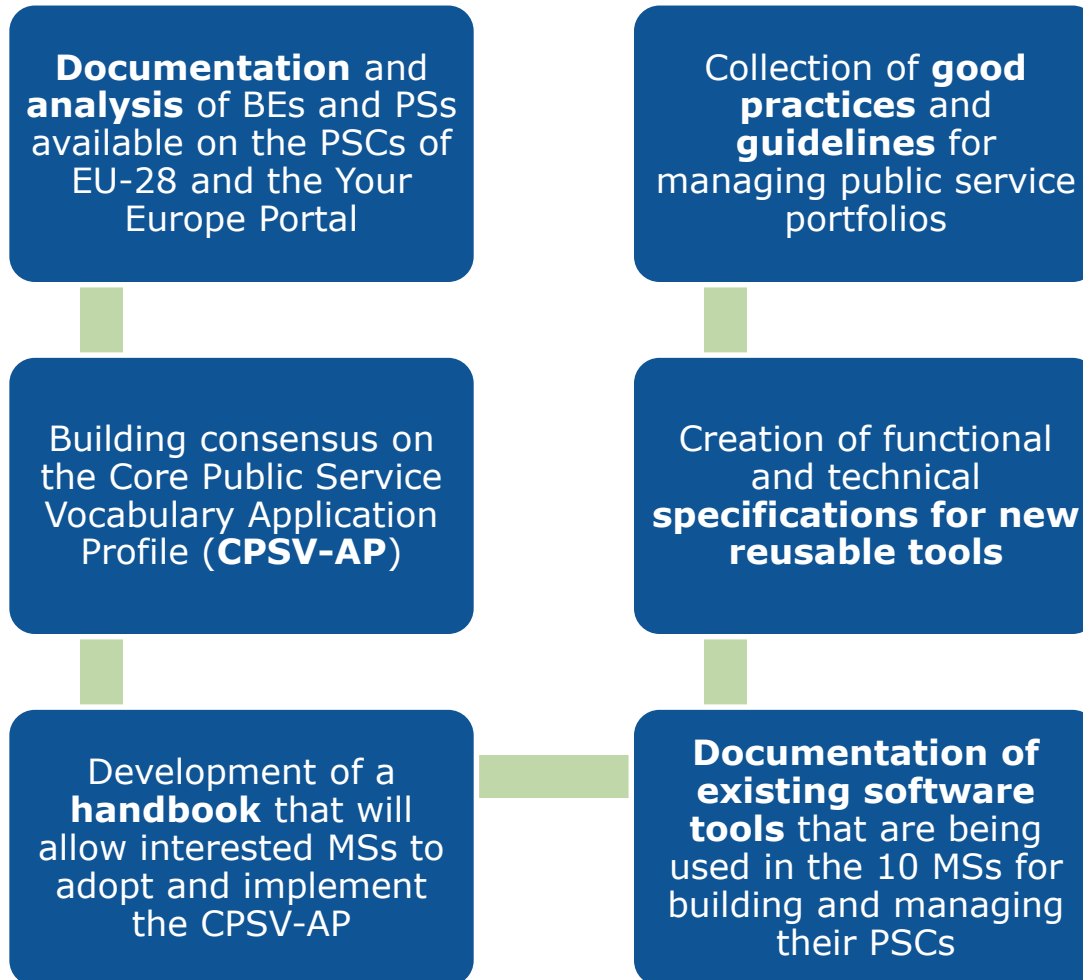 Documentation and
analysis of BEs and PSs
available on the PSCs of
EU-28 and the Your
Europe Portal
Building consensus on
the Core Public Service
Vocabulary Application
Profile (CPSV-AP)
Development of a
handbook that will
allow interested MSs to
adopt and implement
the CPSV-AP
Documentation of
existing software
tools that are being
used in the 10 MSs for
building and managing
their PSCs
Creation of functional
and technical
specifications for new
reusable tools
Collection of good
practices and
guidelines for
managing public service
portfolios